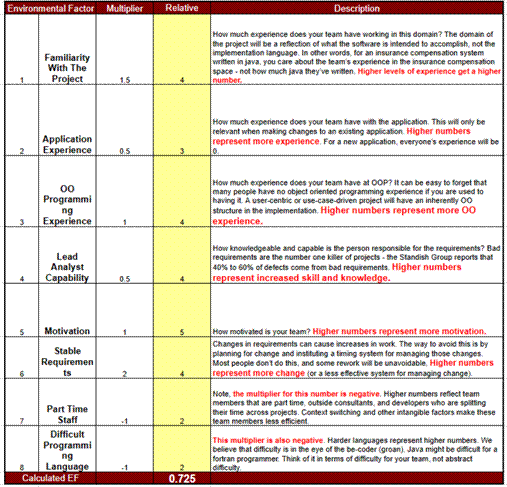 Environmental Factor Multiplier Relative Description
1 Familiarity With The Project 1.5 4
How much experience does your team have working in this domain? The domain of
the project will be a reflection of what the software is intended to accomplish, not the
implementation language. In other words, for an insurance compensation system
written in java, you care about the team's experience in the insurance compensation
space - not how much java they've written. Higher levels of experience get a higher
number.
2 Application Experience 0.5 3
How much experience does your team have with the application. This will only be
relevant when making changes to an existing application. Higher numbers
represent more experience. For a new application, everyone's experience will be
0.
3 OO Programmi ng Experience 1 4
How much experience does your team have at OOP? It can be easy to forget that
many people have no object oriented programming experience if you are used to
having it. A user-centric or use-case-driven project will have an inherently OO
structure in the implementation. Higher numbers represent more OO
experience.
4 Lead Analyst Capability 0.5 4
How knowledgeable and capable is the person responsible for the requirements? Bad
requirements are the number one killer of projects - the Standish Group reports that
40% to 60% of defects come from bad requirements. Higher numbers
represent increased skill and knowledge.
5 Motivation 1 5
How motivated is your team? Higher numbers represent more motivation.
6 Stable Requiremen ts 2 4
Changes in requirements can cause increases in work. The way to avoid this is by
planning for change and instituting a timing system for managing those changes.
Most people don't do this, and some rework will be unavoidable. Higher numbers
represent more change (or a less effective system for managing change).
7 Part Time Staff -1 2
Note, the multiplier for this number is negative. Higher numbers reflect team
members that are part time, outside consultants, and developers who are splitting
their time across projects. Context switching and other intangible factors make these
team members less efficient.
8 Difficult Programmi ng Language -1 2
This multiplier is also negative. Harder languages represent higher numbers. We
believe that difficulty is in the eye of the be-coder (groan). Java might be difficult for a
fortran programmer. Think of it in terms of difficulty for your team, not abstract
difficulty.
Calculated EF 0.725